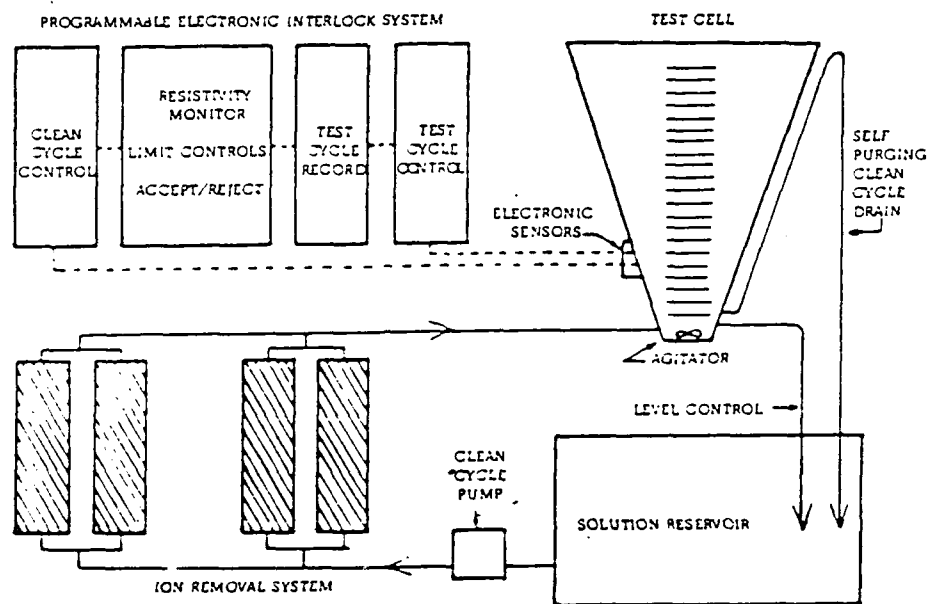 PROGRAMMABLE ELECTRONIC INTERLOCK SYSTEM
TEST CELL
CLEAN
CYCLE
CONTROL
RESISTIVITY
MONITOR
LIMIT CONTROLS
ACCEPT/REJECT
TEST
CYCLE
RECORD
TEST
CYCLE
CONTROL
ELECTRONIC
SENSORS
SELF
PURGING
CLEAN
CYCLE
DRAIN
AGITATOR
LEVEL CONTROL
CLEAN
CYCLE
PUMP
SOLUTION RESERVOIR
ION REMOVAL SYSTEM